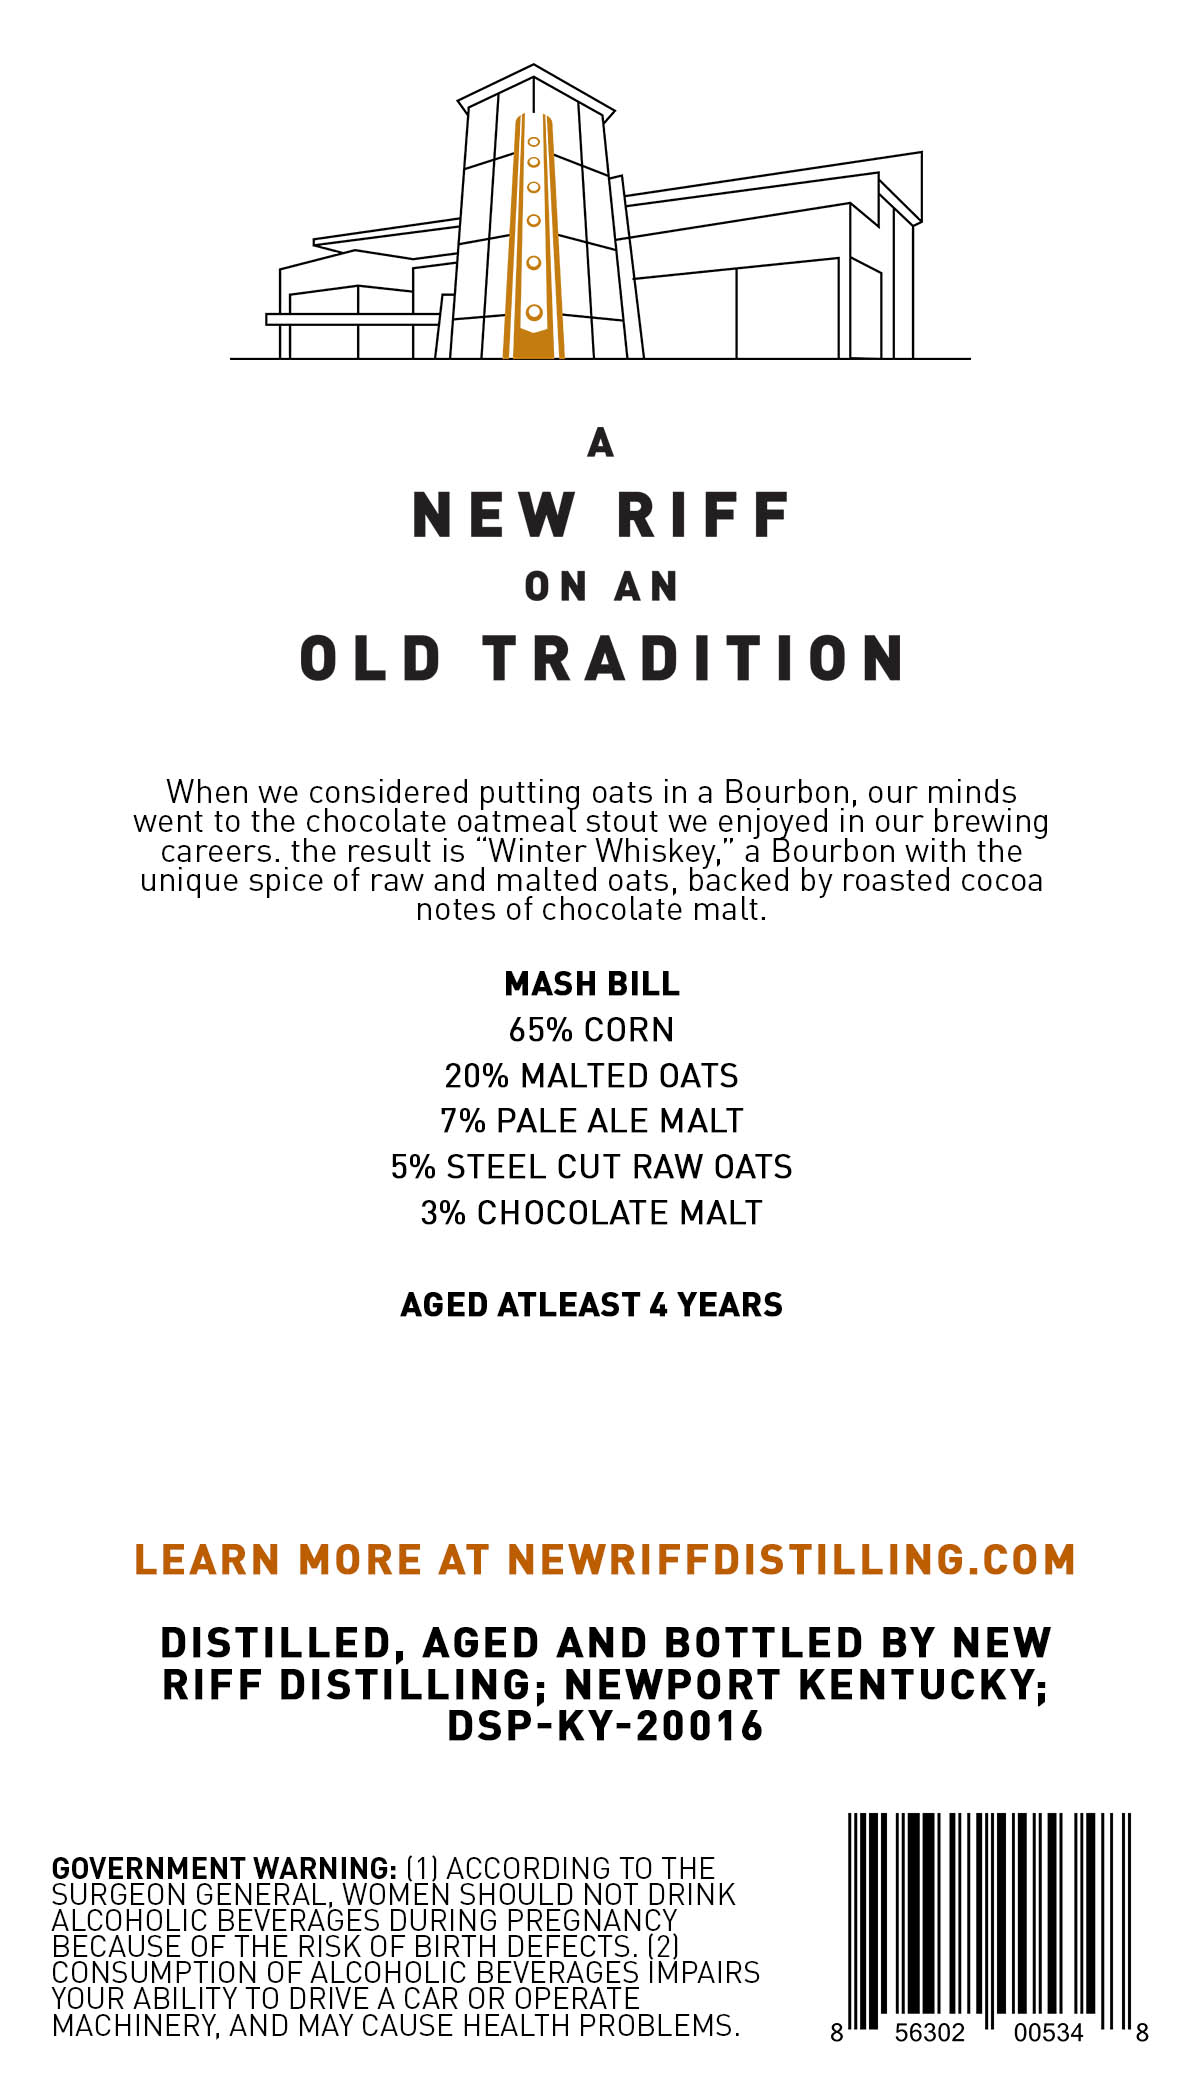 A
NEW RIFF
ON AN
OLD TRADITION
When we considered putting oats in a Bourbon, our minds
went to the chocolate oatmeal stout we enjoyed in our brewing
careers. the result is “Winter Whiskey,” a Bourbon with the
unique spice of raw and malted oats, backed by roasted cocoa
notes of chocolate malt.
MASH BILL
65% CORN
20% MALTED OATS
7% PALE ALE MALT
5% STEEL CUT RAW OATS
3% CHOCOLATE MALT
AGED ATLEAST 4 YEARS
LEARN MORE AT NEWRIFFDISTILLING.COM
DISTILLED, AGED AND BOTTLED BY NEW
RIFF DISTILLING; NEWPORT KENTUCKY;
DSP-KY-20016
GOVERNMENT WARNING: (1) ACCORDING TO THE
SURGEON GENERAL, WOMEN SHOULD NOT DRINK
ALCOHOLIC BEVERAGES DURING PREGNANCY
BECAUSE OF THE RISK OF BIRTH DEFECTS. (2)
CONSUMPTION OF ALCOHOLIC BEVERAGES IMPAIRS
YOUR ABILITY TO DRIVE A CAR OR OPERATE
MACHINERY, AND MAY CAUSE HEALTH PROBLEMS.
8 56302 00534 8